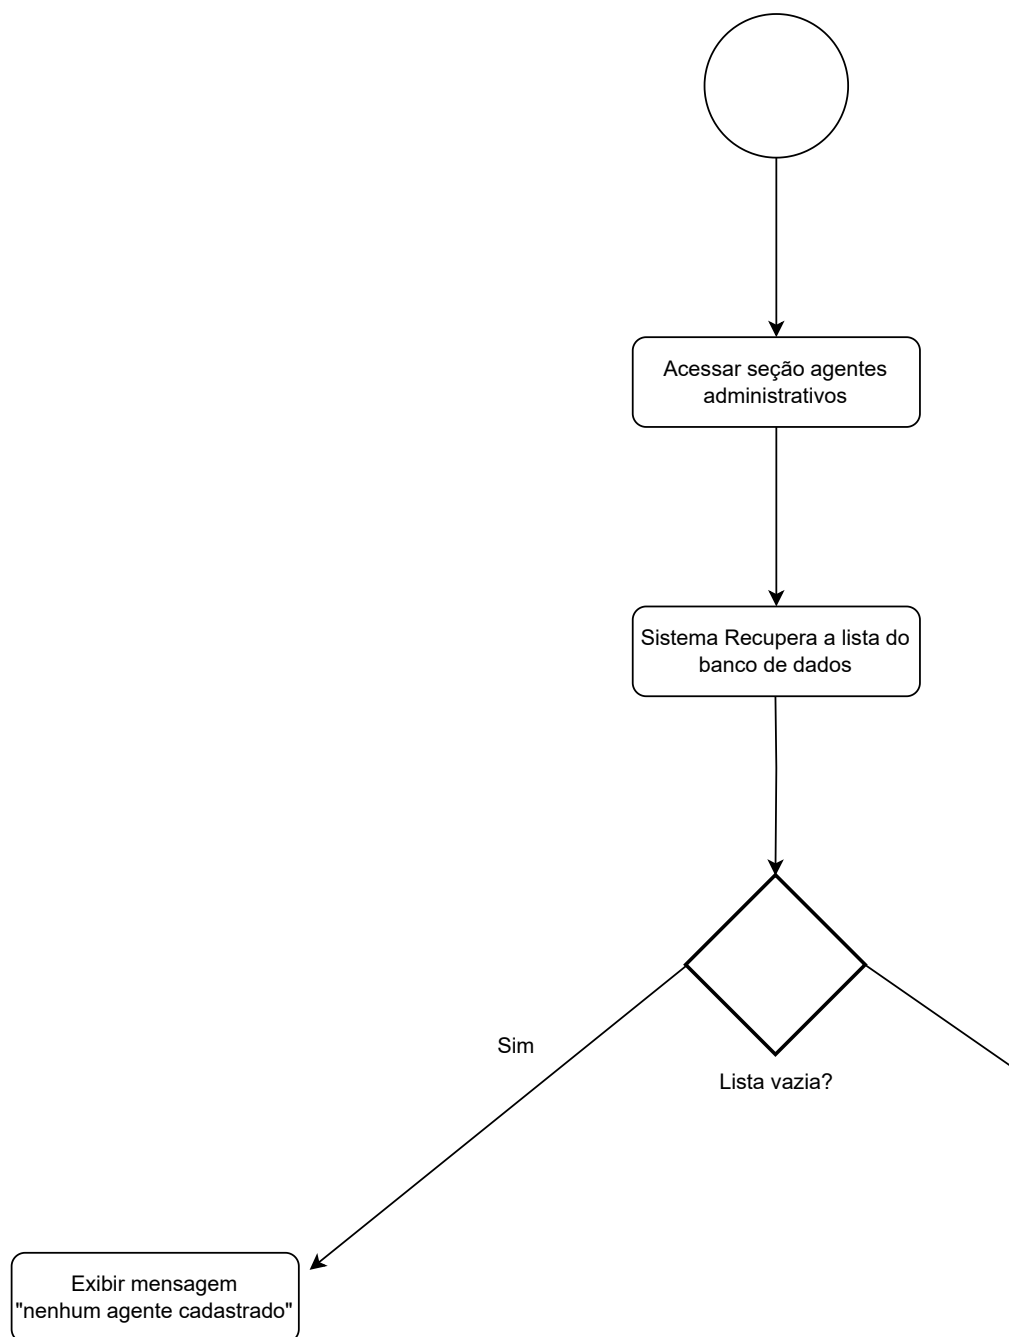 Acessar seção agentes
administrativos
Sistema Recupera a lista do
banco de dados
Sim
Lista vazia?
Exibir mensagem
"nenhum agente cadastrado"